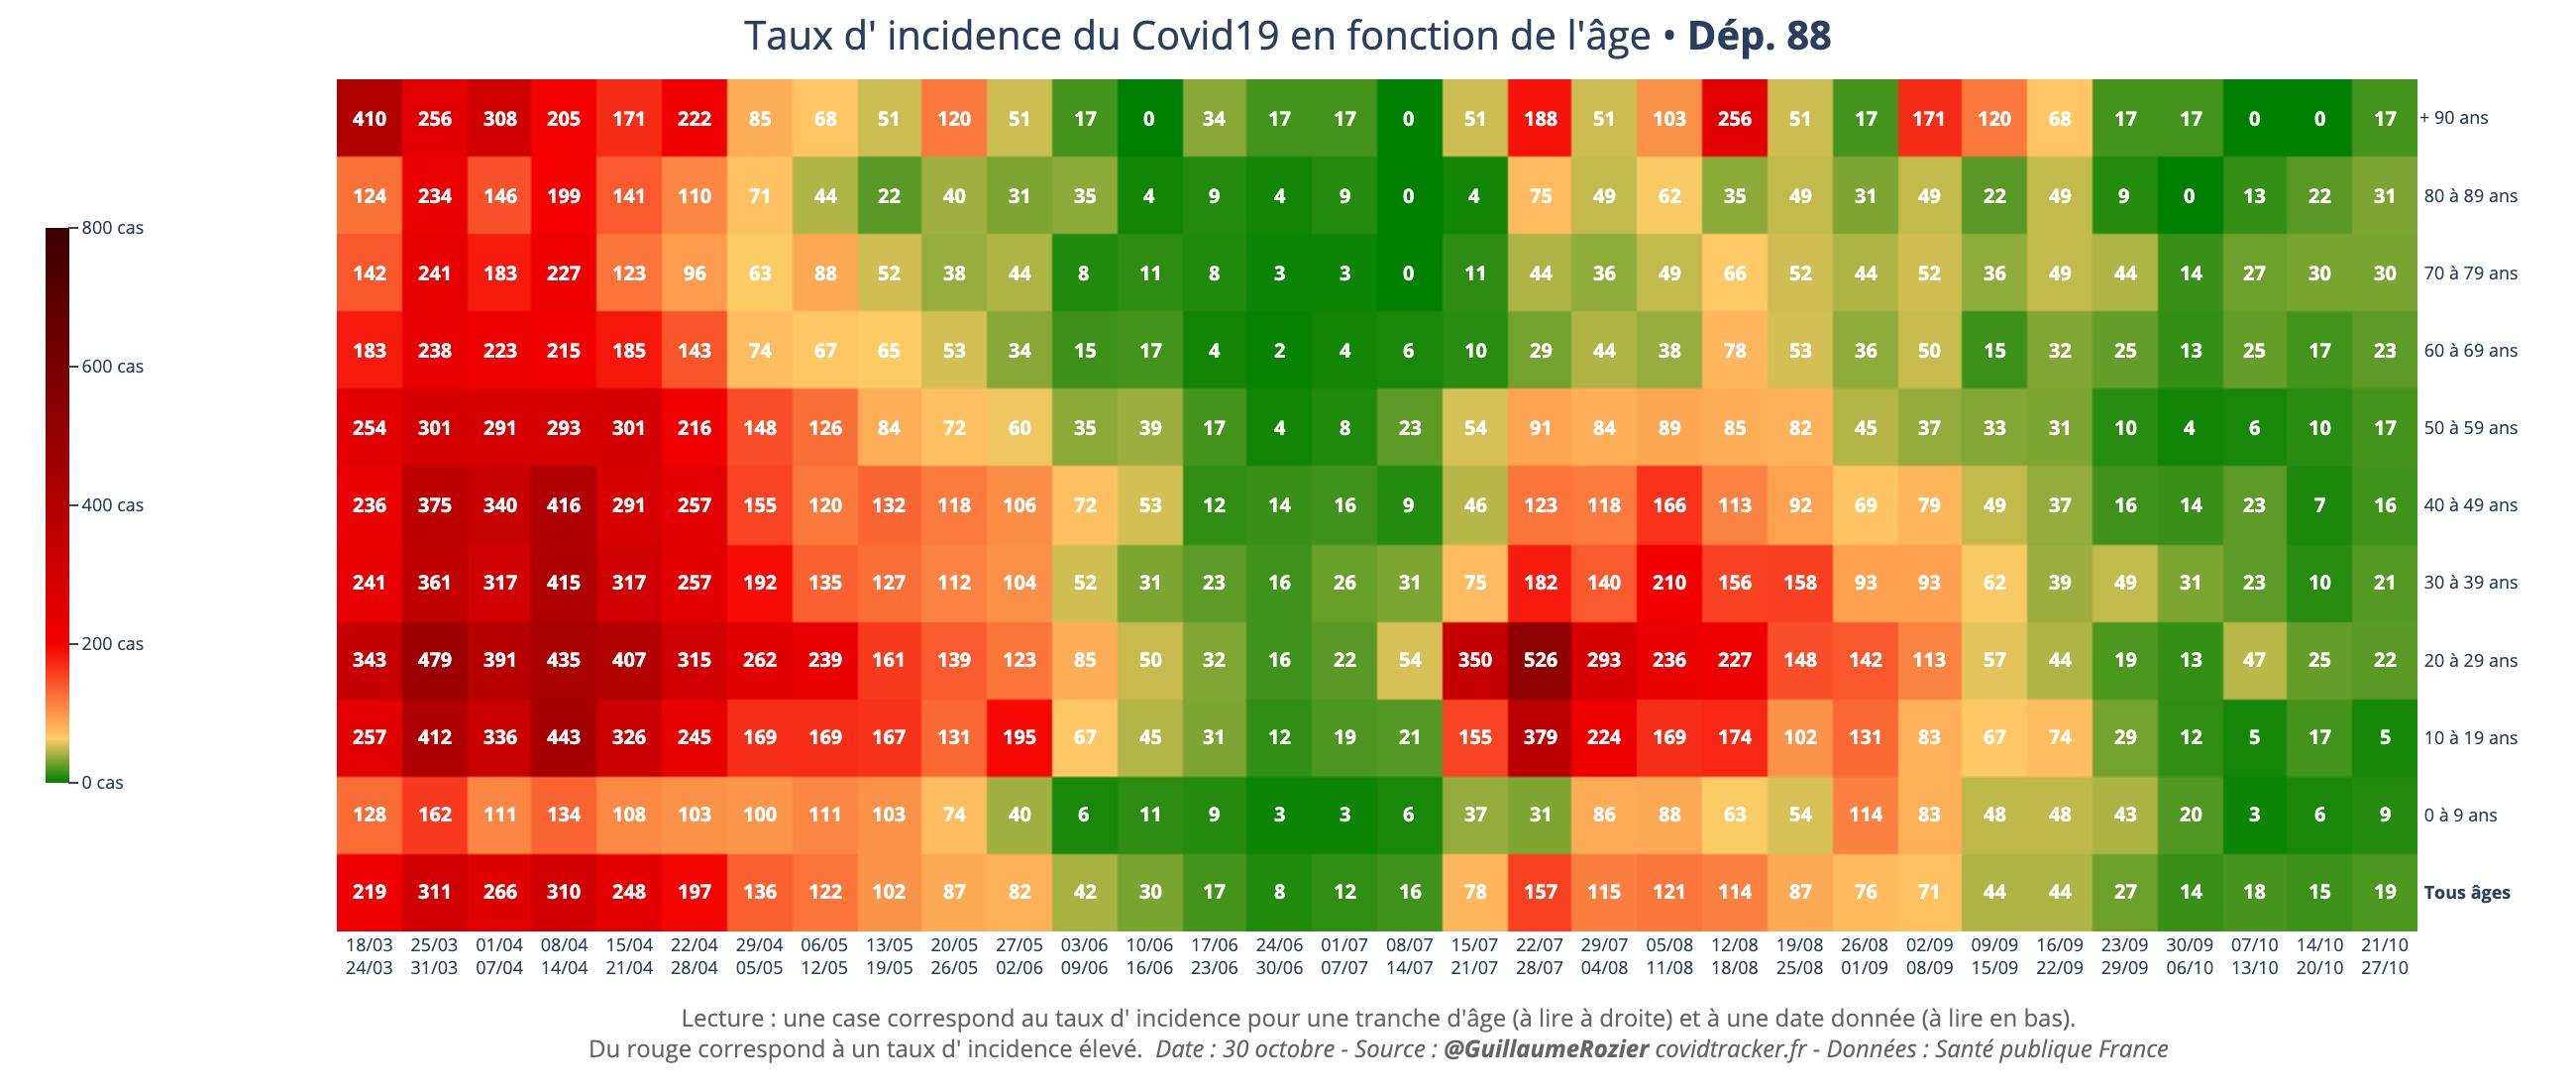 Taux d' incidence du Covid19 en fonction de l'âge • Dép. 88
410 256 308 205 171 222 85 68 51 120 51 17 0 34 17 17 0 51 188 51 103 256 51 17 171 120 68 17 17 0 0 17 + 90 ans
124 234 146 199 141 110 71 44 22 40 31 35 4 9 4 9 0 4 75 49 62 35 49 31 49 22 49 9 0 13 22 31 80 à 89 ans
800 cas
142 241 183 227 123 96 63 88 52 38 44 8 11 8 3 3 0 11 44 36 49 66 52 44 52 36 49 44 14 27 30 30 70 à 79 ans
183 238 223 215 185 143 74 67 65 53 34 15 17 4 2 4 6 10 29 44 38 78 53 36 50 15 32 25 13 25 17 23 60 à 69 ans
600 cas
254 301 291 293 301 216 148 126 84 72 60 35 39 17 4 8 23 54 91 84 89 85 82 45 37 33 31 10 4 6 10 17 50 à 59 ans
400 cas
236 375 340 416 291 257 155 120 132 118 106 72 53 12 14 16 9 46 123 118 166 113 92 69 79 49 37 16 14 23 7 16 40 à 49 ans
241 361 317 415 317 257 192 135 127 112 104 52 31 23 16 26 31 75 182 140 210 156 158 93 93 62 39 49 31 23 10 21 30 à 39 ans
200 cas
343 479 391 435 407 315 262 239 161 139 123 85 50 32 16 22 54 350 526 293 236 227 148 142 113 57 44 19 13 47 25 22 20 à 29 ans
257 412 336 443 326 245 169 169 167 131 195 67 45 31 12 19 21 155 379 224 169 174 102 131 83 67 74 29 12 5 17 5 10 à 19 ans
0 cas
128 162 111 134 108 103 100 111 103 74 40 6 11 9 3 3 6 37 31 86 88 63 54 114 83 48 48 43 20 3 6 9 0 à 9 ans
219 311 266 310 248 197 136 122 102 87 82 42 30 17 8 12 16 78 157 115 121 114 87 76 71 44 44 27 14 18 15 19 Tous âges
18/03 25/03 01/04 08/04 15/04 22/04 29/04 06/05 13/05 20/05 27/05 03/06 10/06 17/06 24/06 01/07 08/07 15/07 22/07 29/07 05/08 12/08 19/08 26/08 02/09 09/09 16/09 23/09 30/09 07/10 14/10 21/10
24/03 31/03 07/04 14/04 21/04 28/04 05/05 12/05 19/05 26/05 02/06 09/06 16/06 23/06 30/06 07/07 14/07 21/07 28/07 04/08 11/08 18/08 25/08 01/09 08/09 15/09 22/09 29/09 06/10 13/10 20/10 27/10
Lecture : une case correspond au taux d' incidence pour une tranche d'âge (à lire à droite) et à une date donnée (à lire en bas).
Du rouge correspond à un taux d' incidence élevé. Date : 30 octobre - Source : @GuillaumeRozier covidtracker.fr - Données : Santé publique France